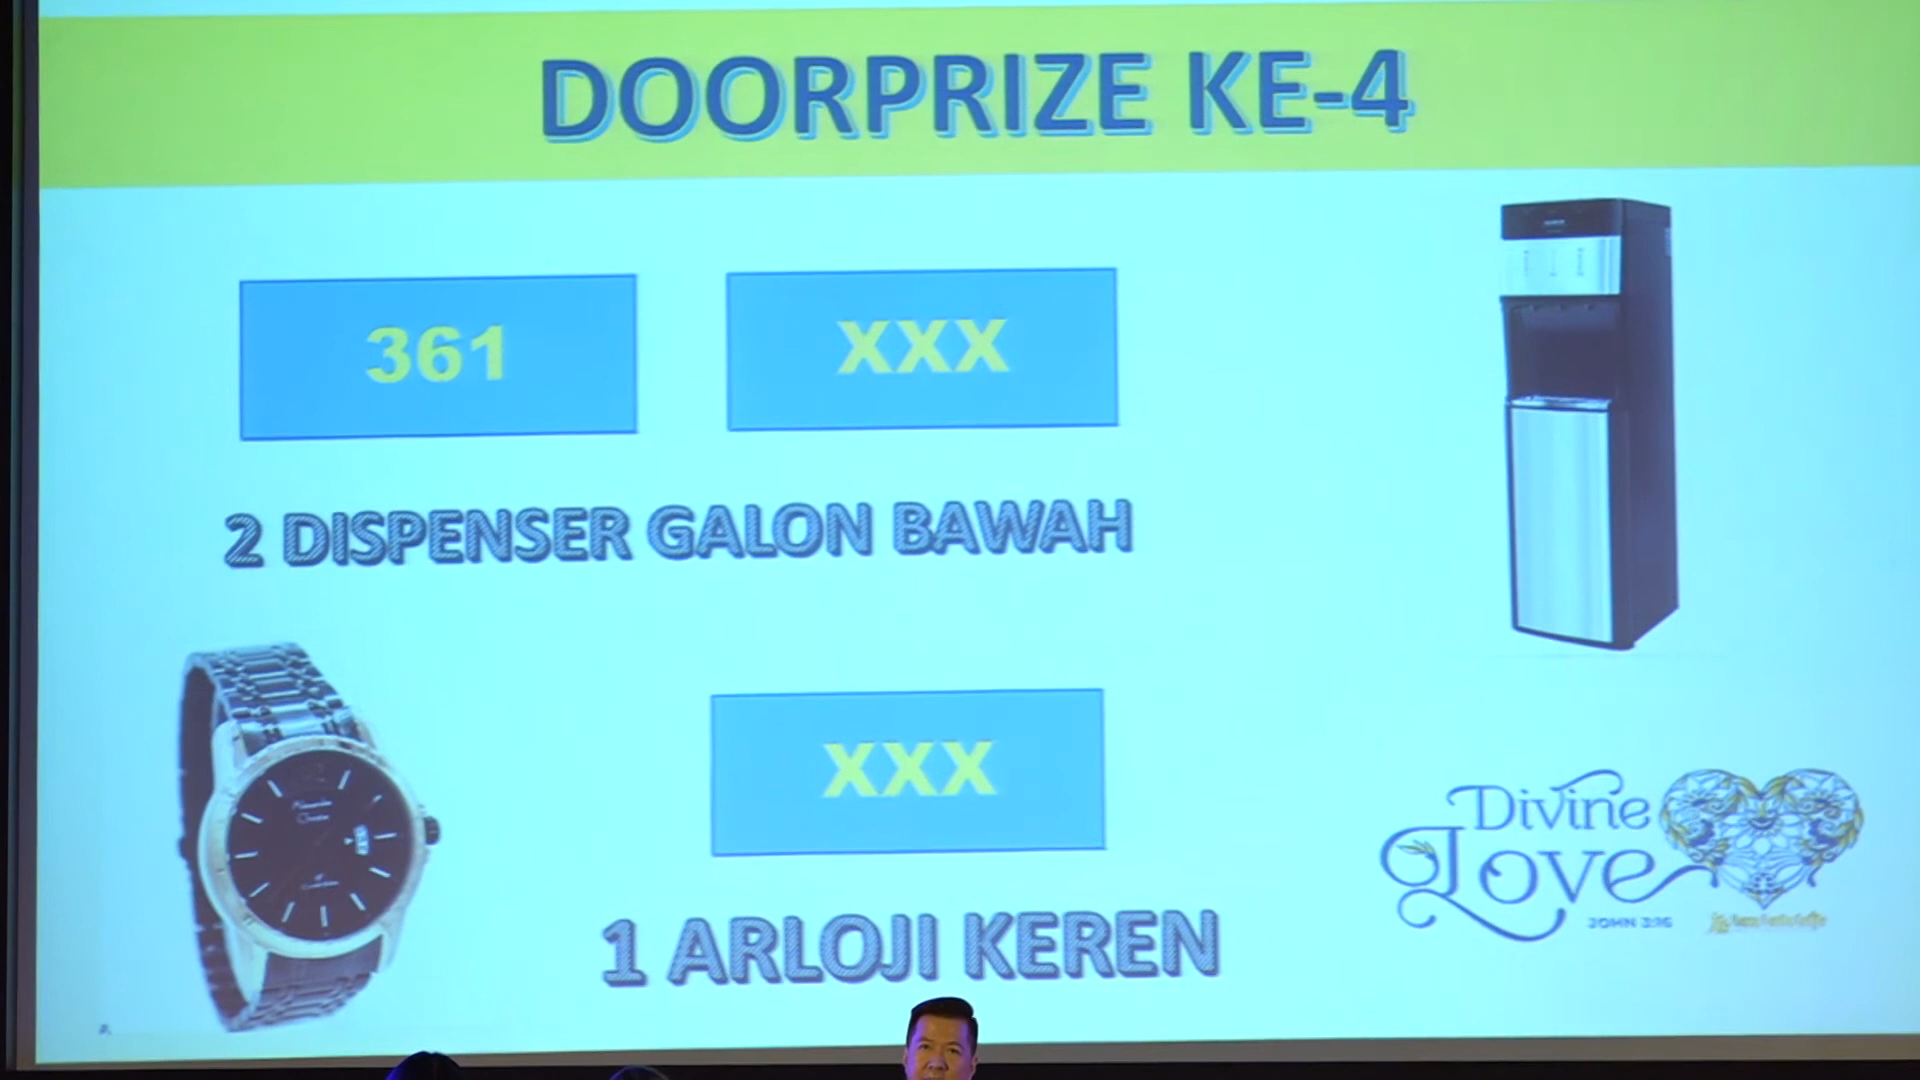 DOORPRIZE KE-4
361
XXX
2 DISPENSER GALON BAWAH
XXX
1 ARLOJI KEREN
Divine
Love
JOHN 3:16